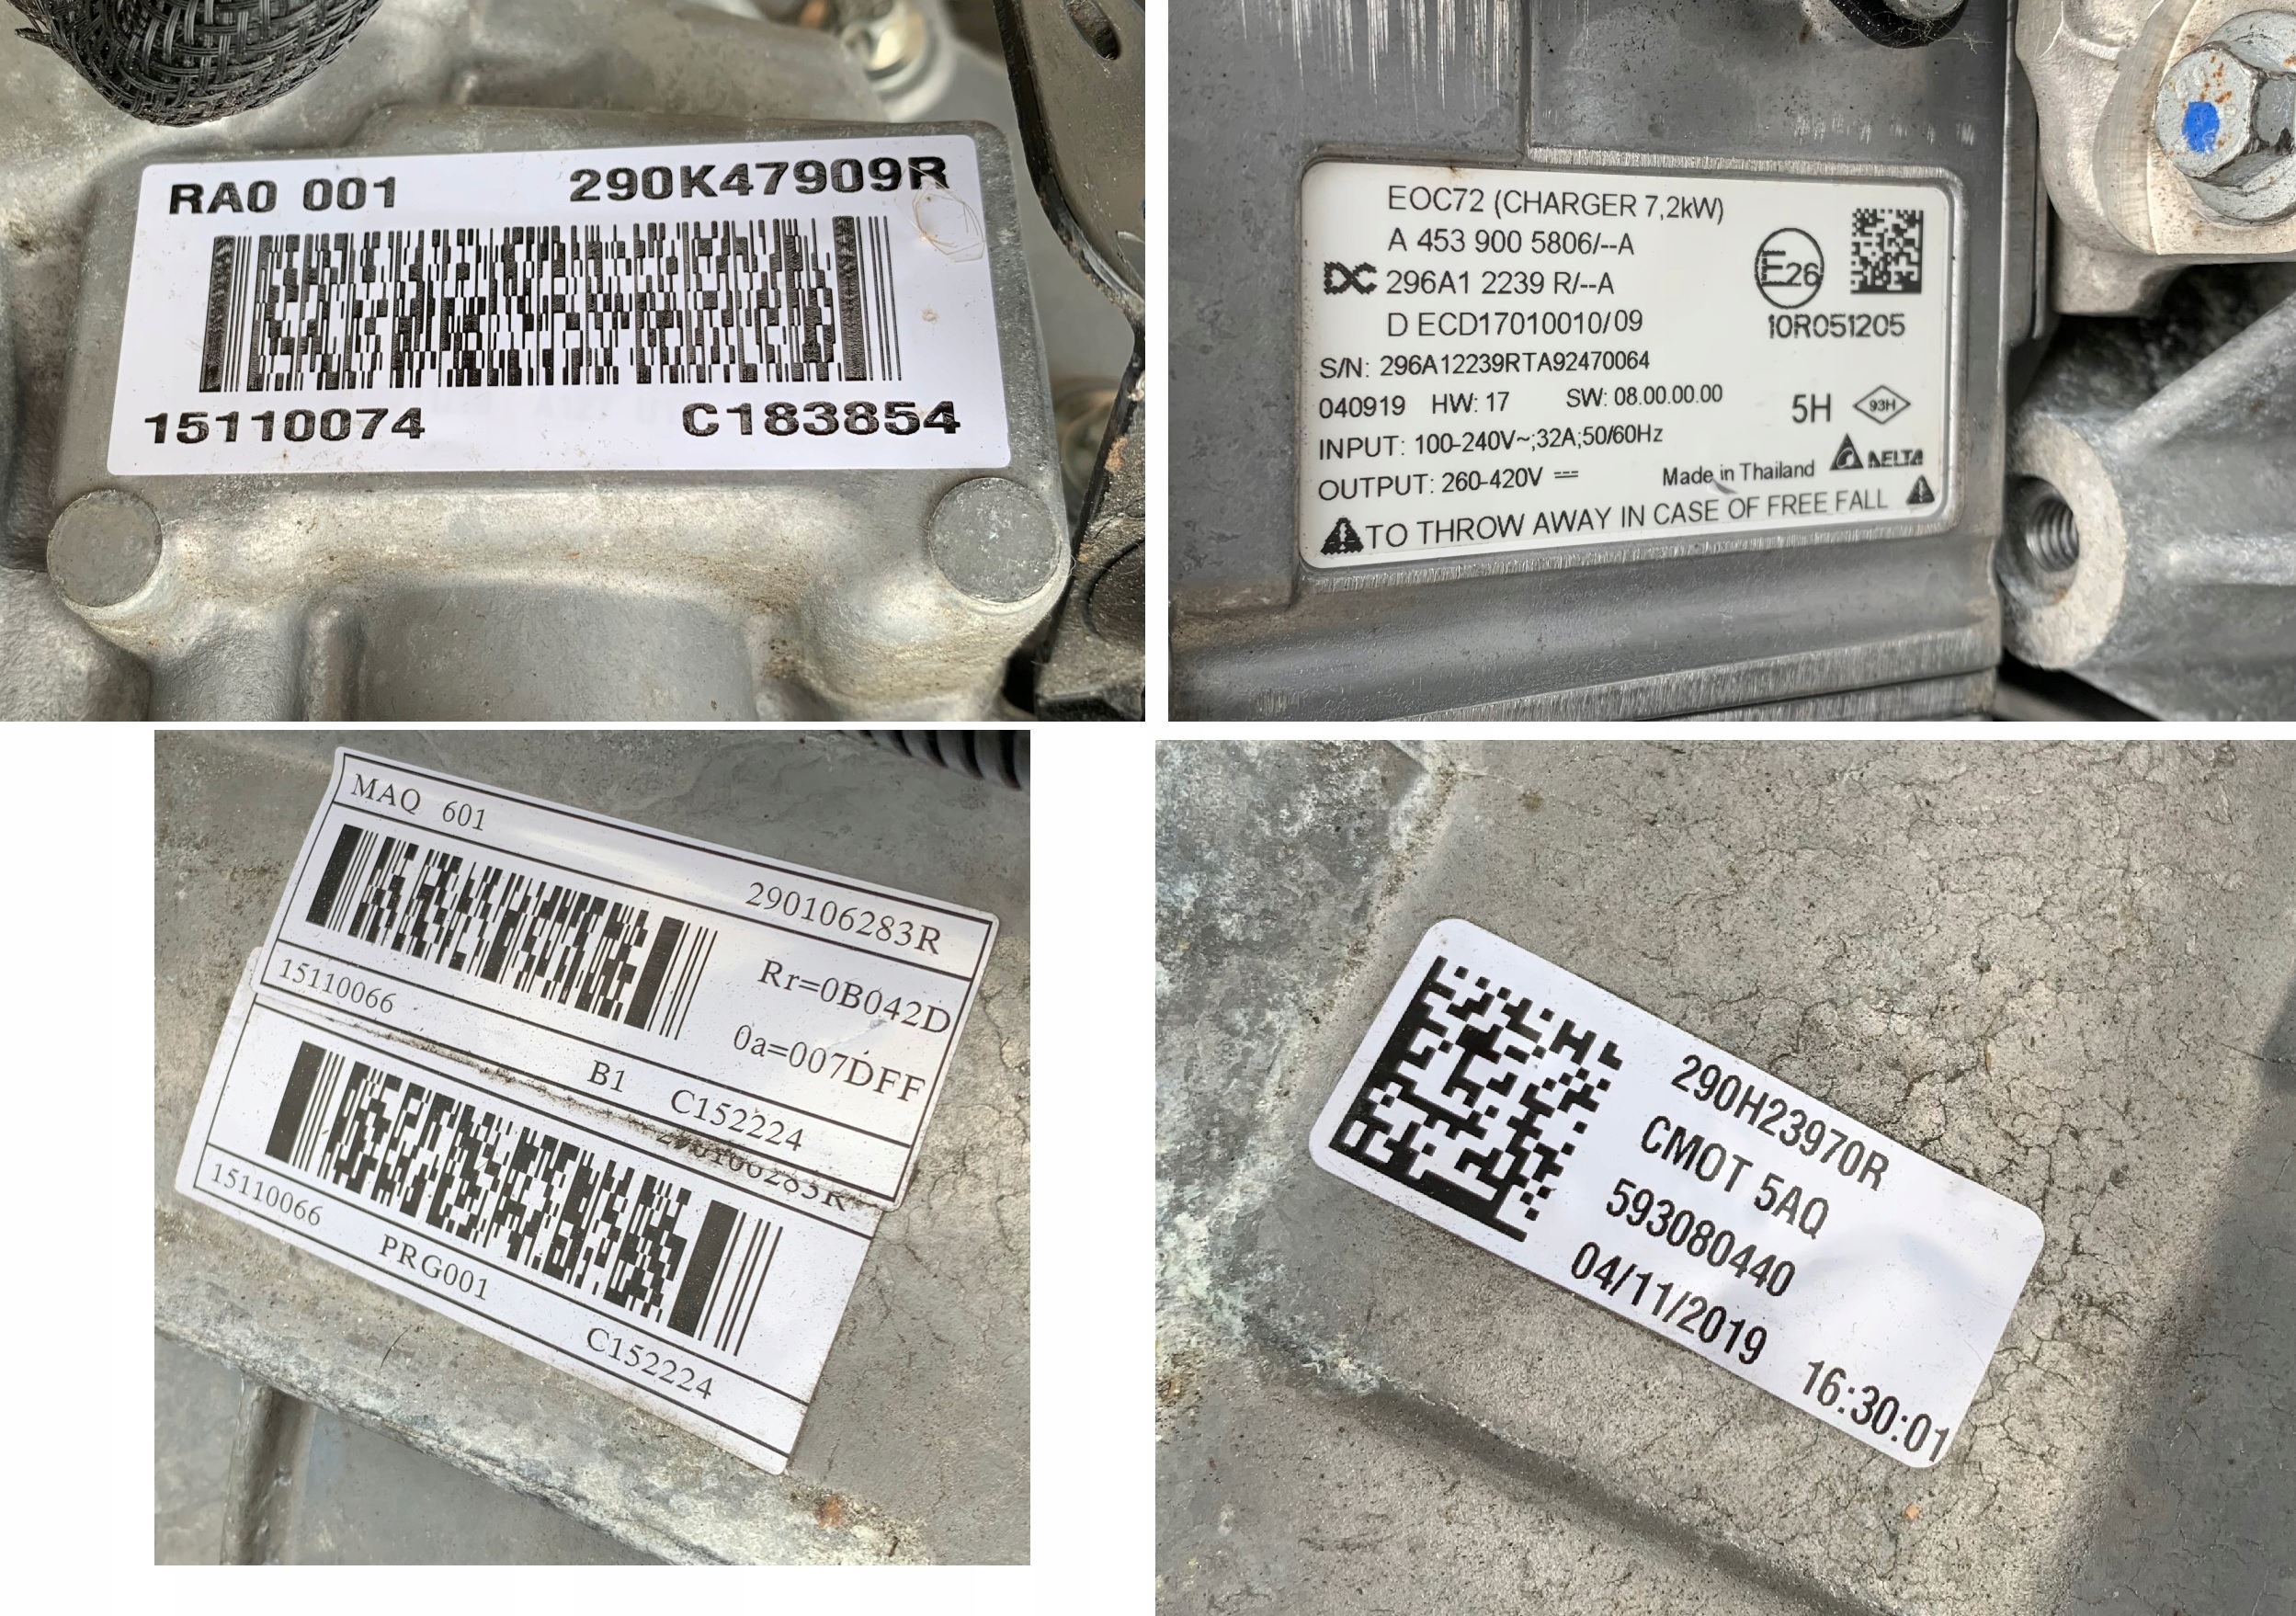 RA0 001 290K47909R
15110074 C183854
EOC72 (CHARGER 7,2kW)
A 453 900 5806/--A
DC 296A1 2239 R/--A
D ECD17010010/09
E26
10R051205
S/N: 296A12239RTA92470064
040919 HW: 17 SW: 08.00.00.00
5H 93H
INPUT: 100-240V~;32A;50/60Hz
OUTPUT: 260-420V ⎓ Made in Thailand DELTA
TO THROW AWAY IN CASE OF FREE FALL
MAQ 601
290106283R
Rr=0B042D
0a=007DFF
15110066 B1 C152224
290106283R
15110066 PRG001 C152224
290H23970R
CMOT 5AQ
593080440
04/11/2019 16:30:01